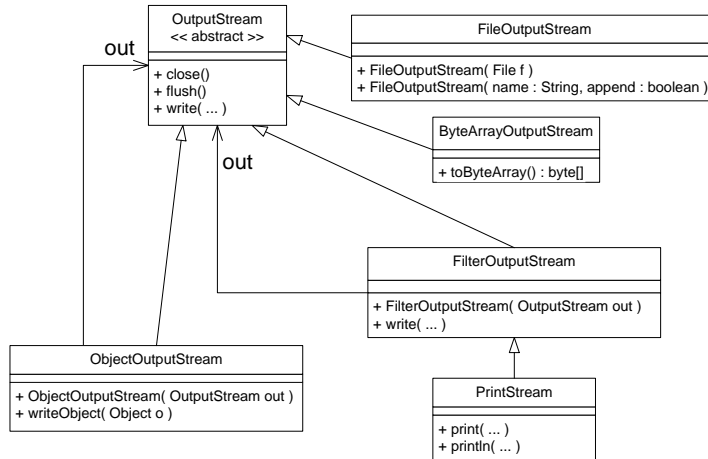 OutputStream
<< abstract >>
+ close()
+ flush()
+ write( ... )
out
FileOutputStream
+ FileOutputStream( File f )
+ FileOutputStream( name : String, append : boolean )
ByteArrayOutputStream
+ toByteArray() : byte[]
out
FilterOutputStream
+ FilterOutputStream( OutputStream out )
+ write( ... )
ObjectOutputStream
+ ObjectOutputStream( OutputStream out )
+ writeObject( Object o )
PrintStream
+ print( ... )
+ println( ... )